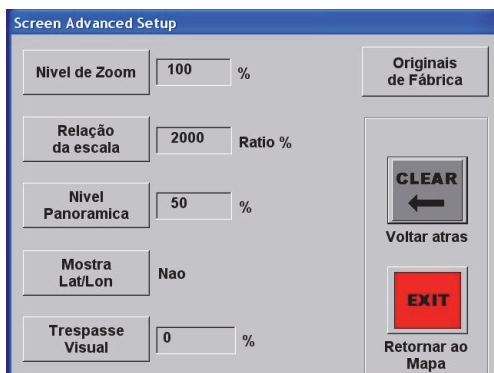 Screen Advanced Setup
Nivel de Zoom 100 %
Originais
de Fábrica
Relação
da escala 2000 Ratio %
Nivel
Panoramica 50 %
CLEAR
Voltar atras
Mostra
Lat/Lon Nao
EXIT
Trespasse
Visual 0 %
Retornar ao
Mapa